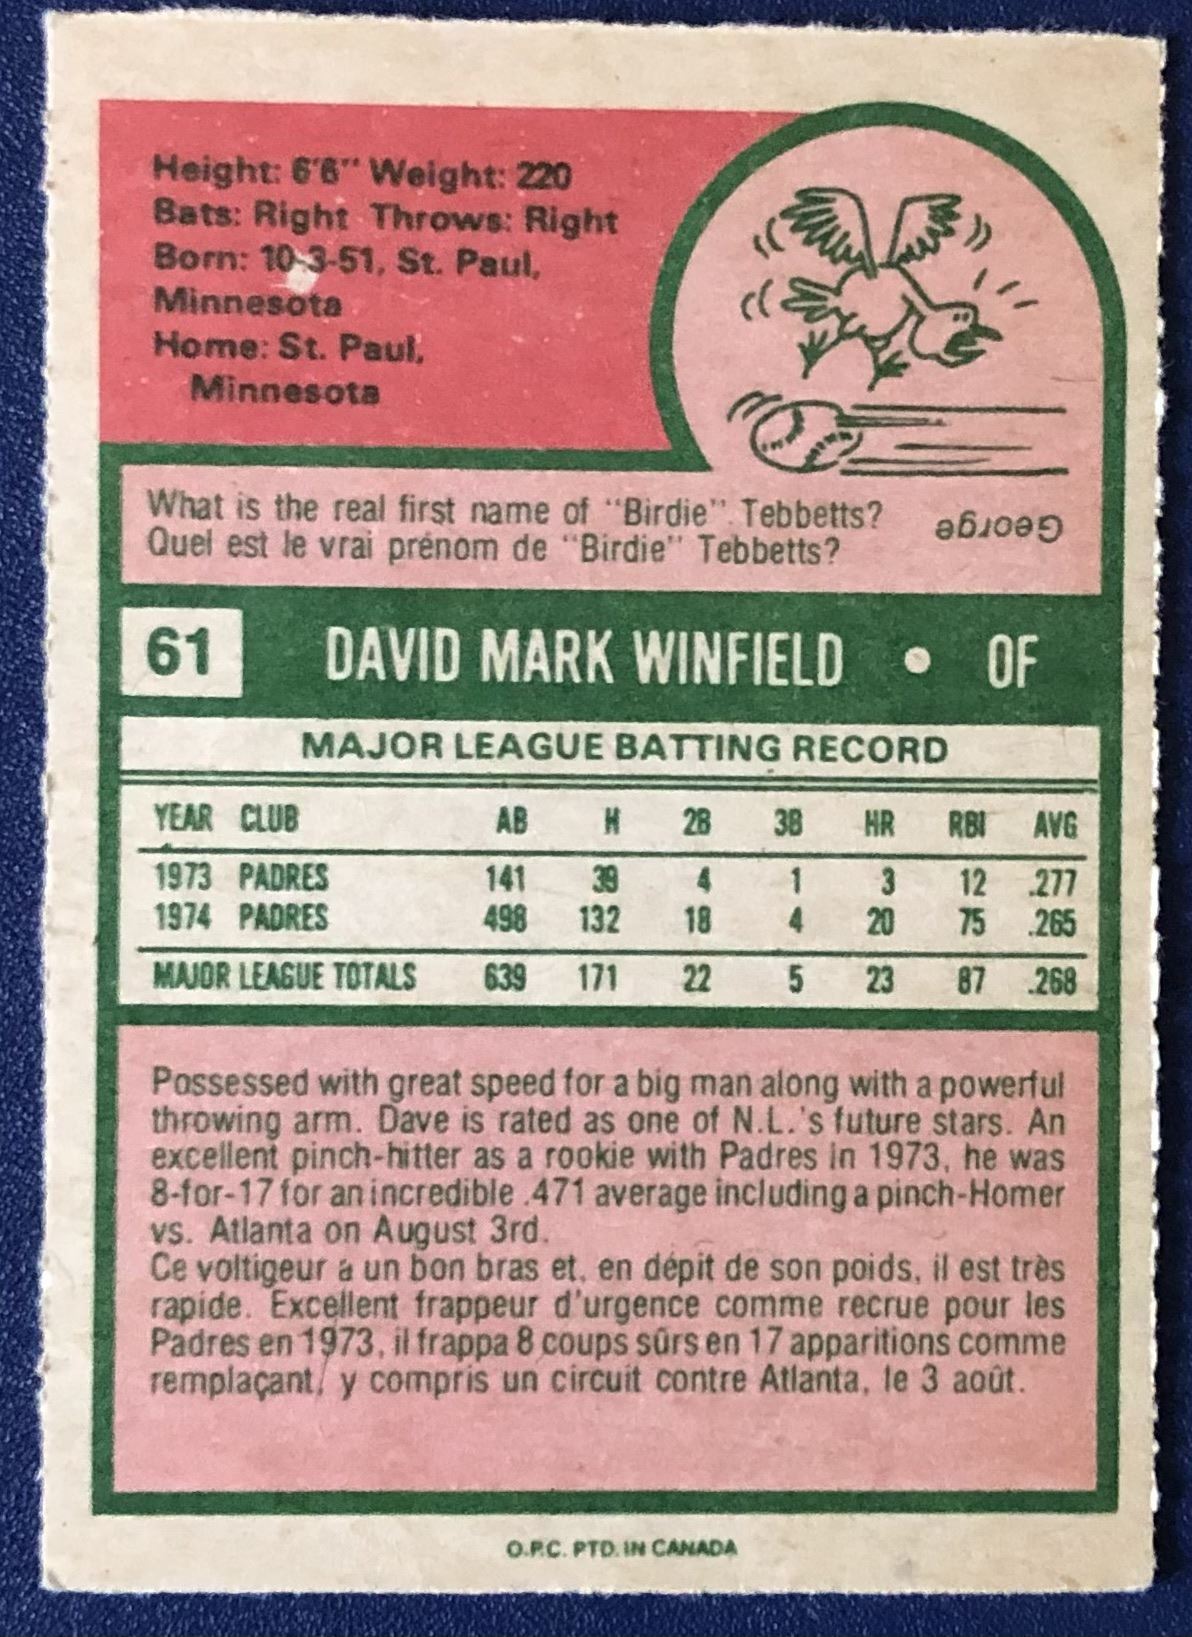 Height: 6'6" Weight: 220
Bats: Right Throws: Right
Born: 10-3-51, St. Paul,
Minnesota
Home: St. Paul,
Minnesota
What is the real first name of "Birdie" Tebbetts?
Quel est le vrai prénom de "Birdie" Tebbetts?
George
61 DAVID MARK WINFIELD • OF
MAJOR LEAGUE BATTING RECORD
YEAR CLUB AB H 2B 3B HR RBI AVG
1973 PADRES 141 39 4 1 3 12 .277
1974 PADRES 498 132 18 4 20 75 .265
MAJOR LEAGUE TOTALS 639 171 22 5 23 87 .268
Possessed with great speed for a big man along with a powerful
throwing arm. Dave is rated as one of N.L.'s future stars. An
excellent pinch-hitter as a rookie with Padres in 1973, he was
8-for-17 for an incredible .471 average including a pinch-Homer
vs. Atlanta on August 3rd.
Ce voltigeur a un bon bras et, en dépit de son poids, il est très
rapide. Excellent frappeur d'urgence comme recrue pour les
Padres en 1973, il frappa 8 coups sûrs en 17 apparitions comme
remplaçant, y compris un circuit contre Atlanta, le 3 août.
O.P.C. PTD. IN CANADA